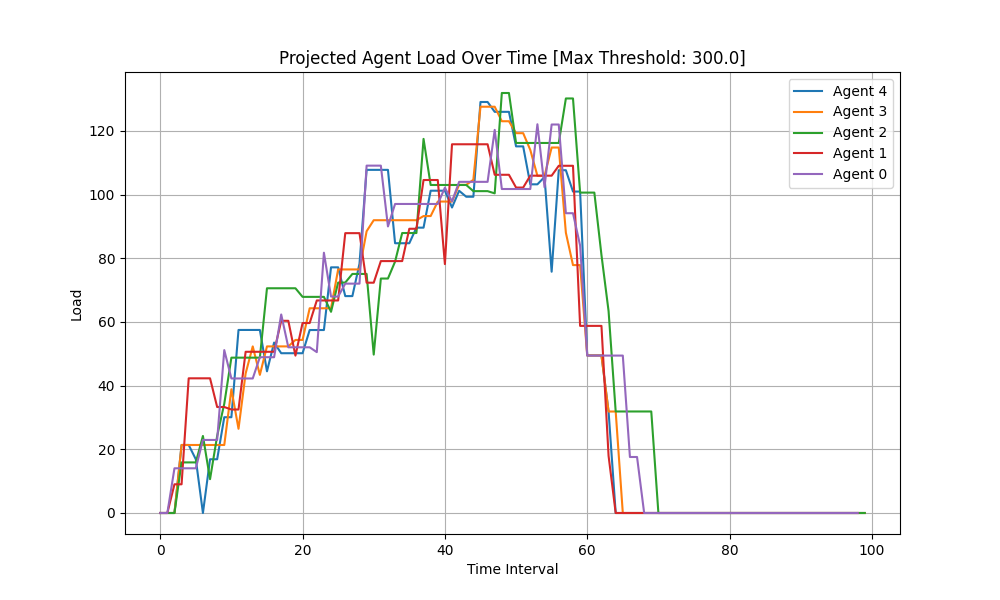 Projected Agent Load Over Time [Max Threshold: 300.0]
Agent 4
Agent 3
Agent 2
Agent 1
Agent 0
120
100
80
60
40
20
0
Load
0 20 40 60 80 100
Time Interval